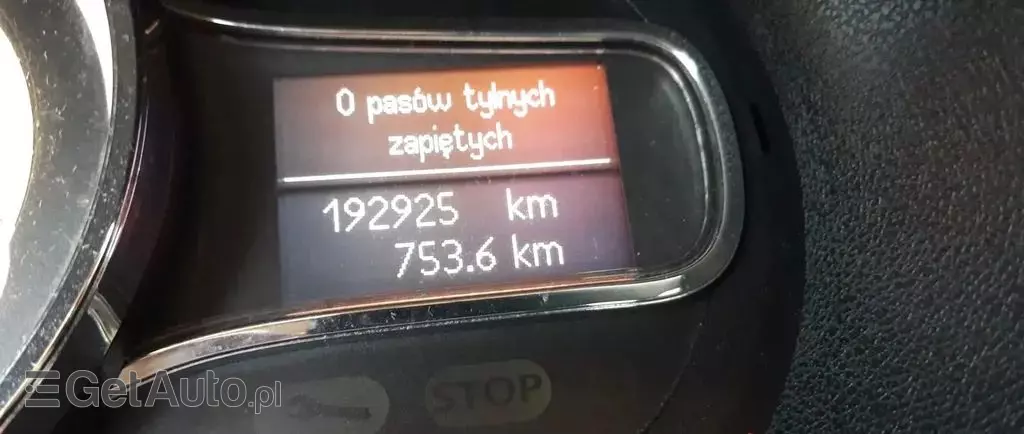 0 pasów tylnych
zapiętych
192925 km
753.6 km
STOP
GetAuto.pl